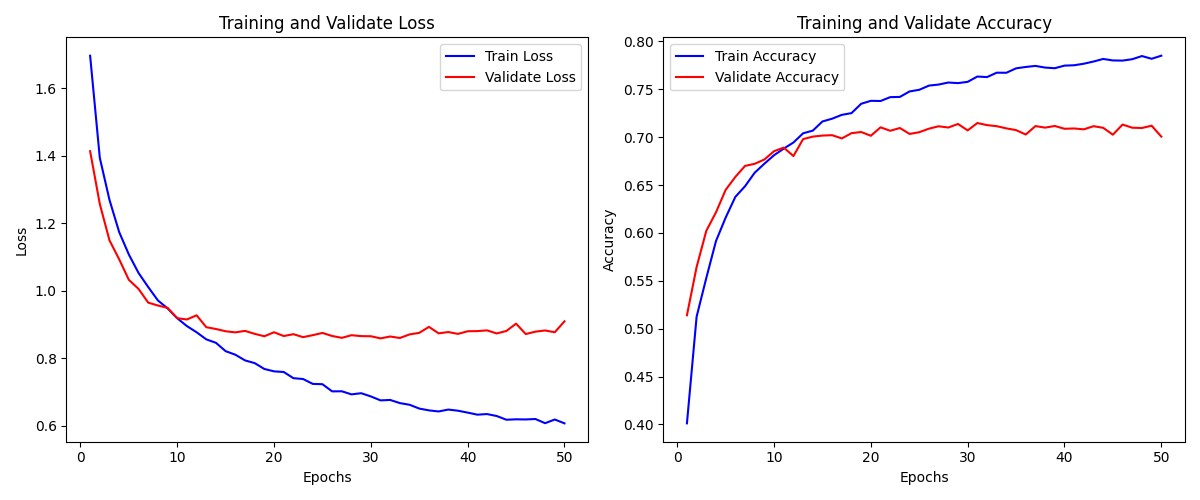 Training and Validate Loss
Train Loss
Validate Loss
1.6
1.4
1.2
1.0
0.8
0.6
Loss
0
10
20
30
40
50
Epochs
Training and Validate Accuracy
Train Accuracy
Validate Accuracy
0.80
0.75
0.70
0.65
0.60
0.55
0.50
0.45
0.40
Accuracy
0
10
20
30
40
50
Epochs